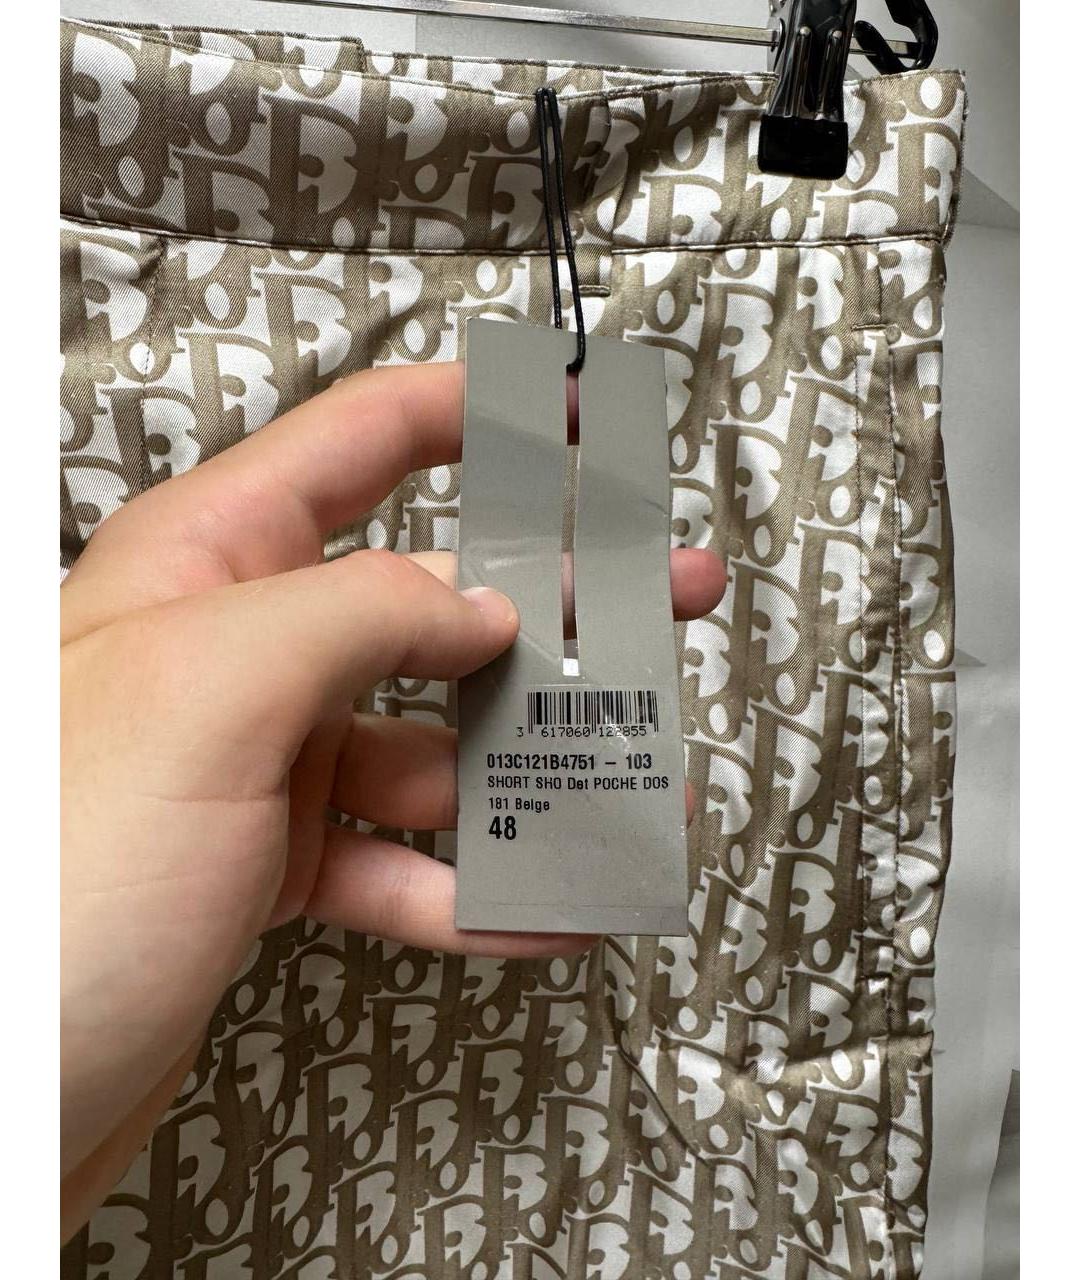 3 617060 122855
013C121B4751 – 103
SHORT SHO Det POCHE DOS
181 Beige
48